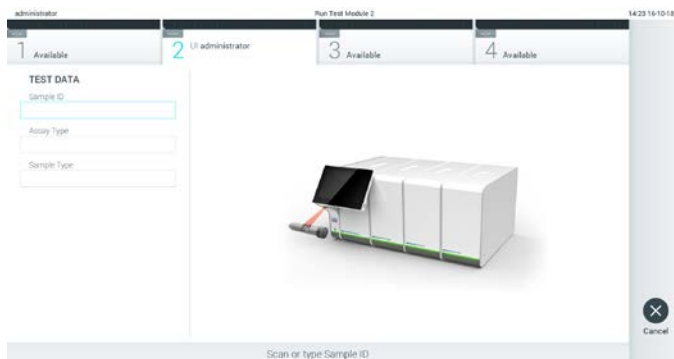 administrator Run Test Module 2 14:23 16-10-18
1 Available
2 UI administrator
3 Available
4 Available
TEST DATA
Sample ID
Assay Type
Sample Type
Cancel
Scan or type Sample ID